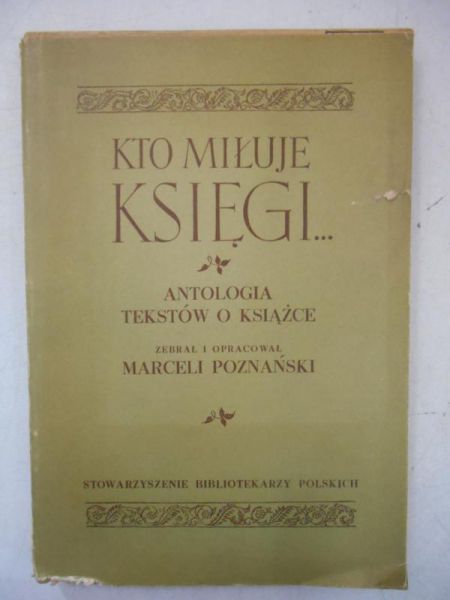 KTO MIŁUJE
KSIĘGI...
ANTOLOGIA
TEKSTÓW O KSIĄŻCE
ZEBRAŁ I OPRACOWAŁ
MARCELI POZNAŃSKI
STOWARZYSZENIE BIBLIOTEKARZY POLSKICH